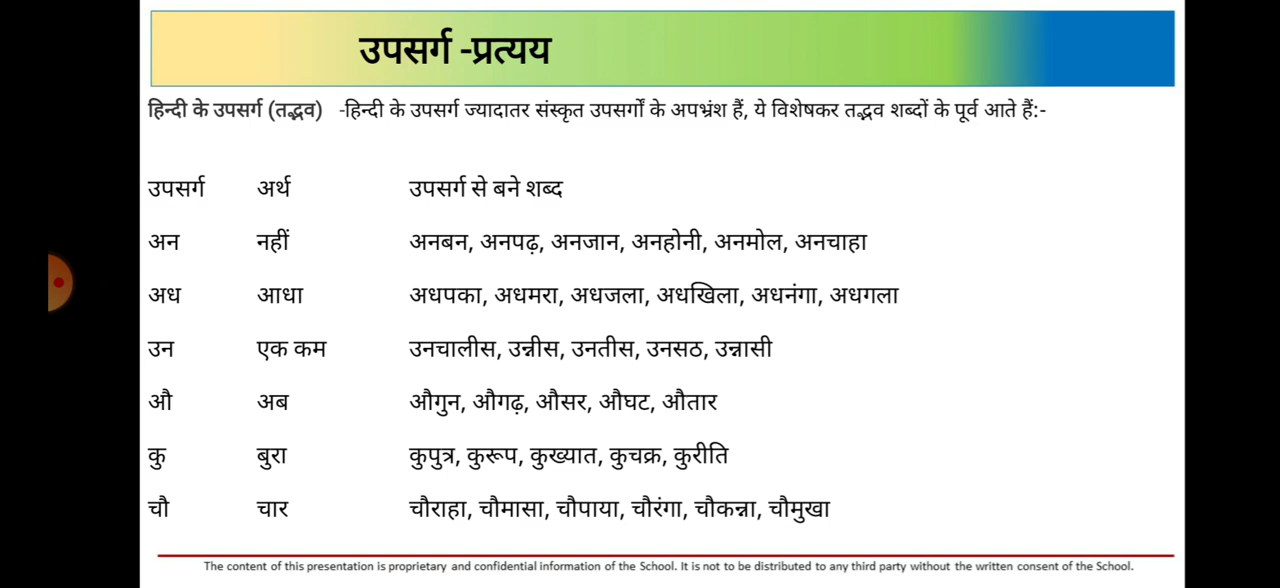 उपसर्ग -प्रत्यय
हिन्दी के उपसर्ग (तद्भव) -हिन्दी के उपसर्ग ज्यादातर संस्कृत उपसर्गों के अपभ्रंश हैं, ये विशेषकर तद्भव शब्दों के पूर्व आते हैं:-
उपसर्ग अर्थ उपसर्ग से बने शब्द
अन नहीं अनबन, अनपढ़, अनजान, अनहोनी, अनमोल, अनचाहा
अध आधा अधपका, अधमरा, अधजला, अधखिला, अधनंगा, अधगला
उन एक कम उनचालीस, उन्नीस, उनतीस, उनसठ, उन्नासी
औ अब औगुन, औगढ़, औसर, औघट, औतार
कु बुरा कुपुत्र, कुरूप, कुख्यात, कुचक्र, कुरीति
चौ चार चौराहा, चौमासा, चौपाया, चौरंगा, चौकन्ना, चौमुखा
The content of this presentation is proprietary and confidential information of the School. It is not to be distributed to any third party without the written consent of the School.